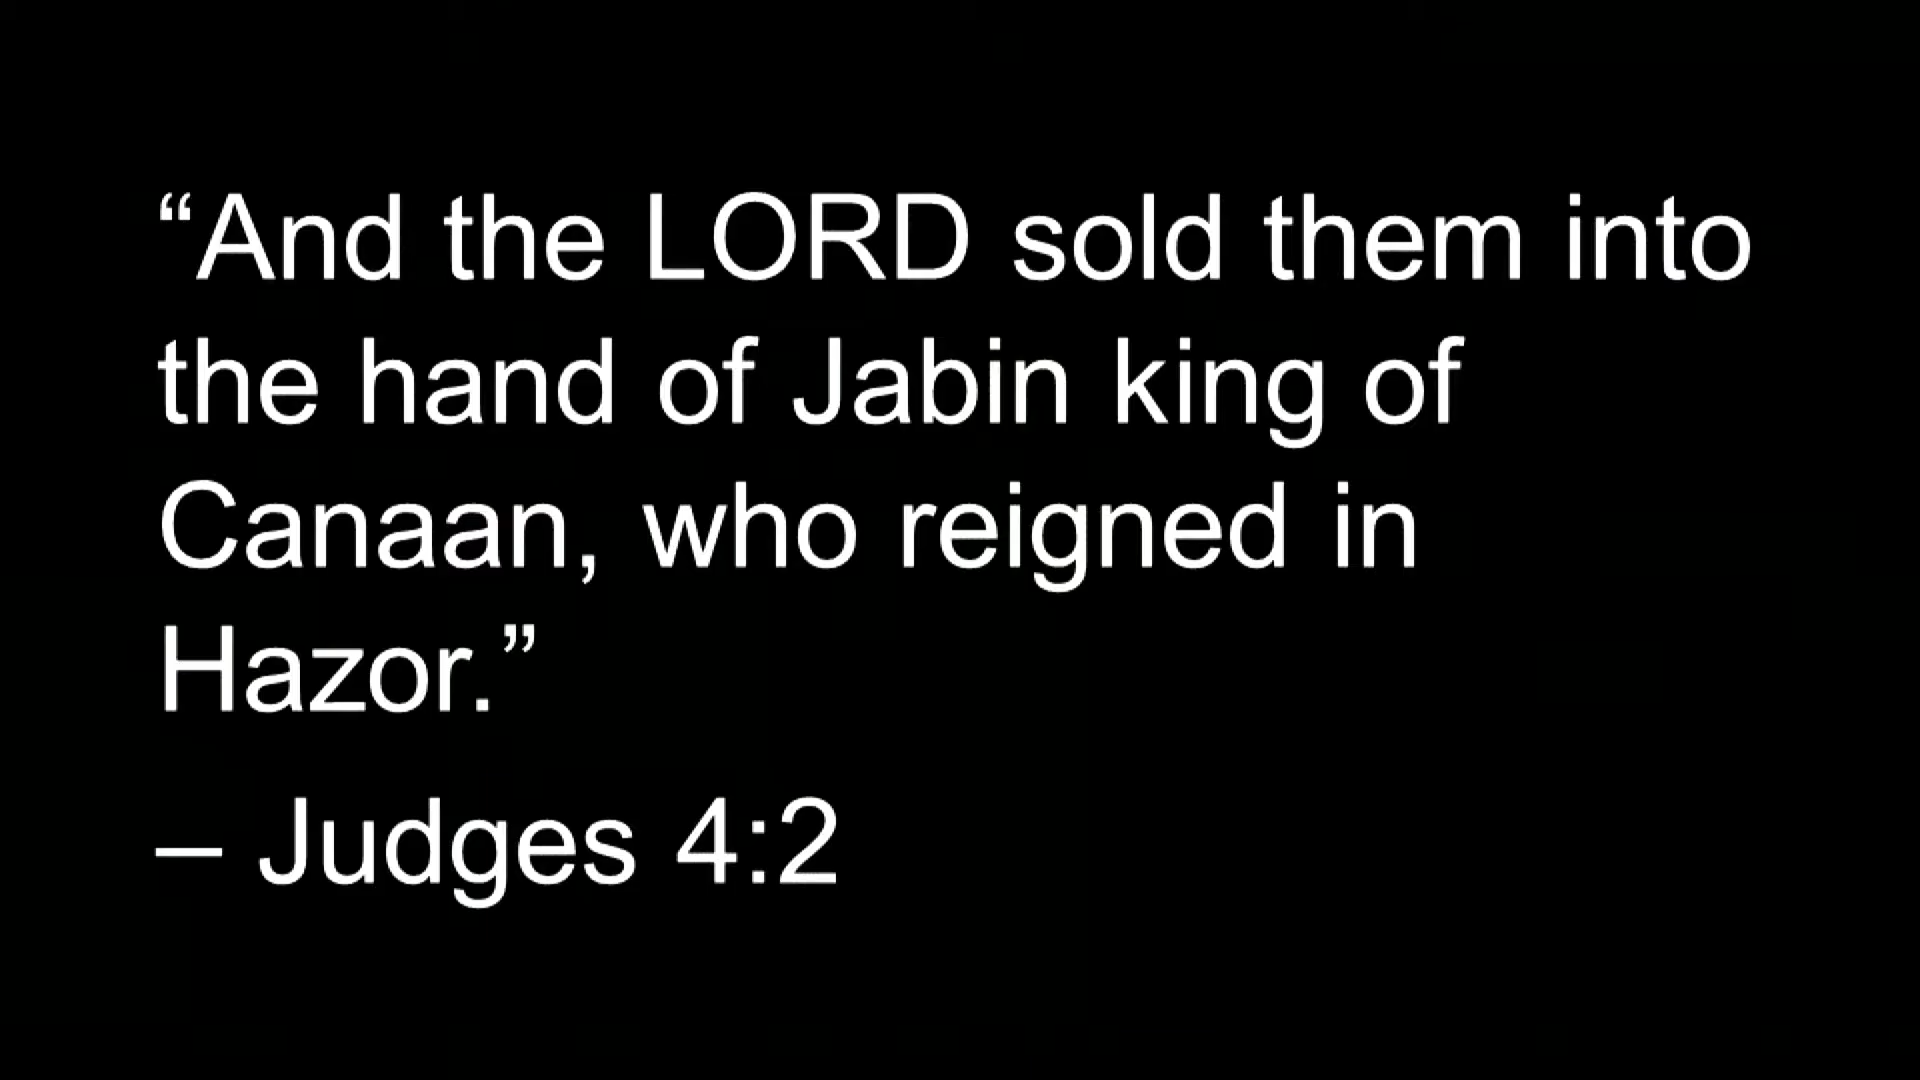 “And the LORD sold them into
the hand of Jabin king of
Canaan, who reigned in
Hazor.”
– Judges 4:2